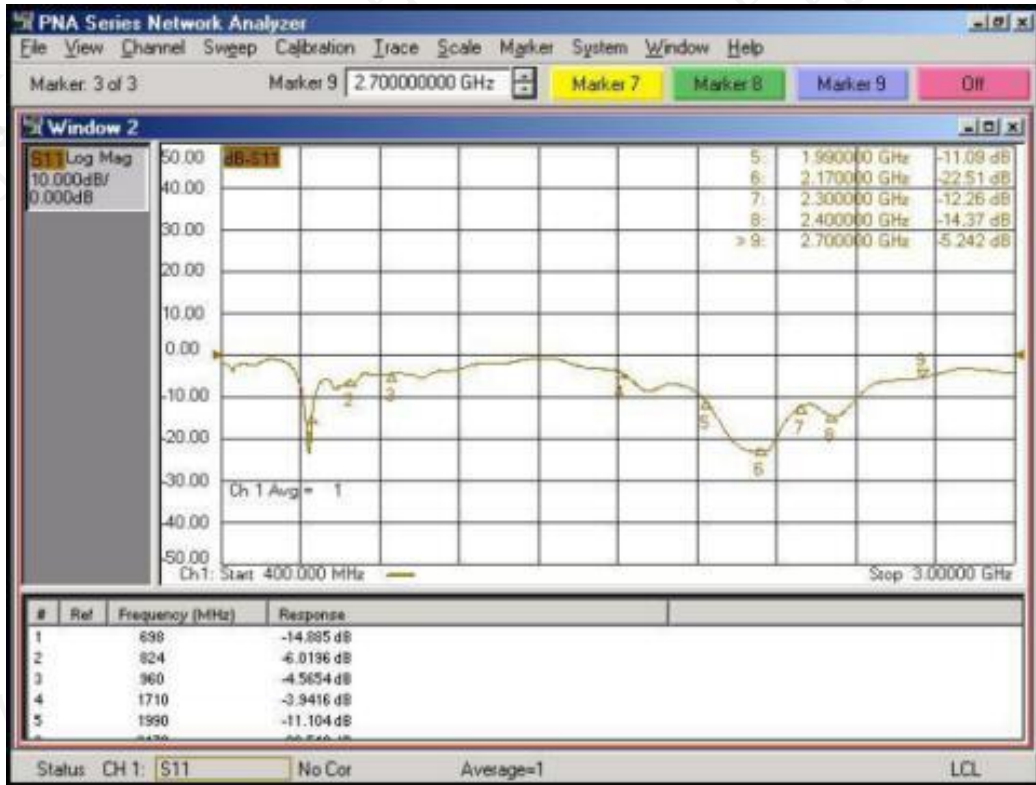 PNA Series Network Analyzer
File View Channel Sweep Calibration Trace Scale Marker System Window Help
Marker: 3 of 3 Marker 9 2.700000000 GHz Marker 7 Marker 8 Marker 9 Off
Window 2
S11 Log Mag
10.000dB/
0.000dB
50.00 dB-S11
40.00
30.00
20.00
10.00
0.00
-10.00
-20.00
-30.00
-40.00
-50.00
5: 1.990000 GHz -11.09 dB
6: 2.170000 GHz -22.51 dB
7: 2.300000 GHz -12.26 dB
8: 2.400000 GHz -14.37 dB
> 9: 2.700000 GHz -5.242 dB
2 3 5 6 7 8
Ch 1 Avg = 1
Ch1: Start 400.000 MHz Stop 3.00000 GHz
# Ref Frequency (MHz) Response
1 698 -14.885 dB
2 824 -6.0196 dB
3 960 -4.5654 dB
4 1710 -3.9416 dB
5 1990 -11.104 dB
Status CH 1: S11 No Cor Average=1 LCL